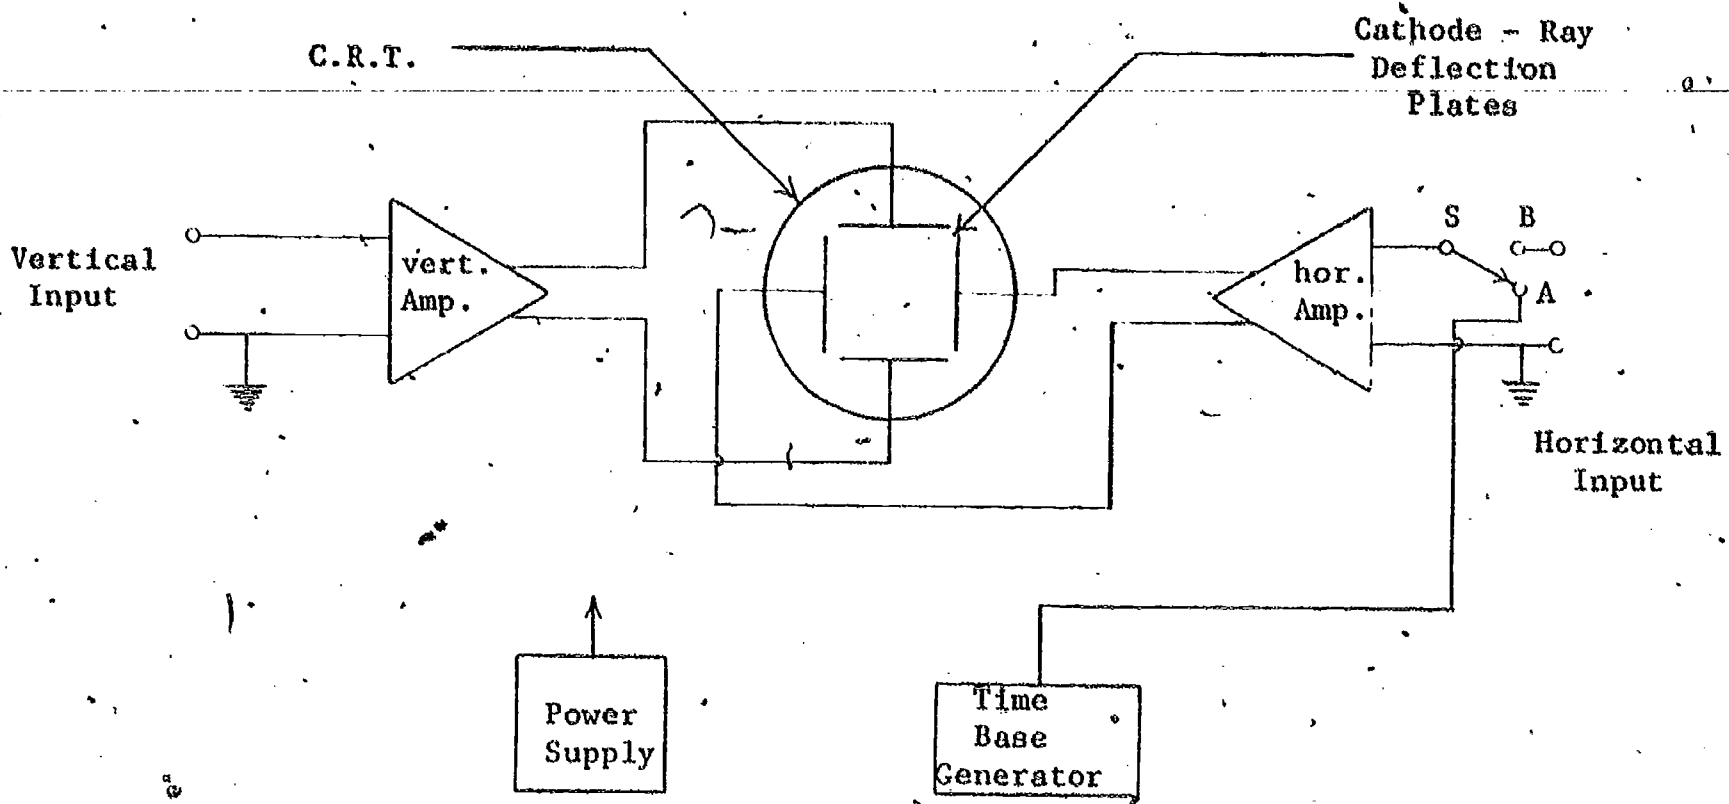 C.R.T.
Cathode - Ray
Deflection
Plates
Vertical
Input
vert.
Amp.
hor.
Amp.
S
B
A
Horizontal
Input
Power
Supply
Time
Base
Generator